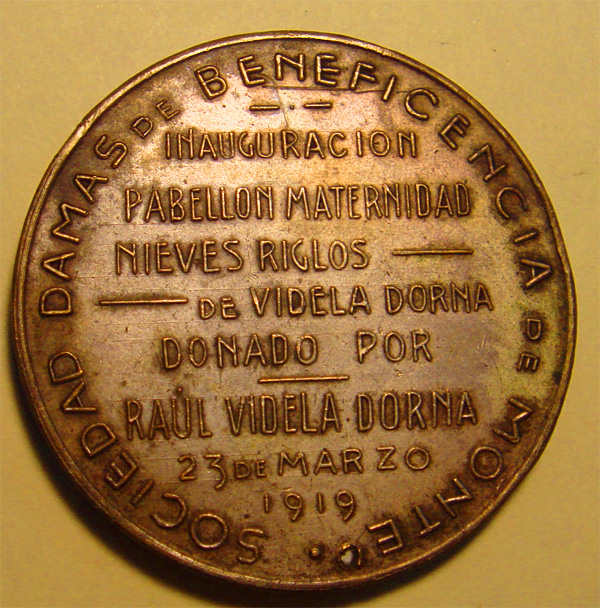 SOCIEDAD DAMAS DE BENEFICENCIA DE MONTE
INAUGURACION
PABELLON MATERNIDAD
NIEVES RIGLOS
DE VIDELA DORNA
DONADO POR
RAÚL VIDELA DORNA
23 DE MARZO
1919